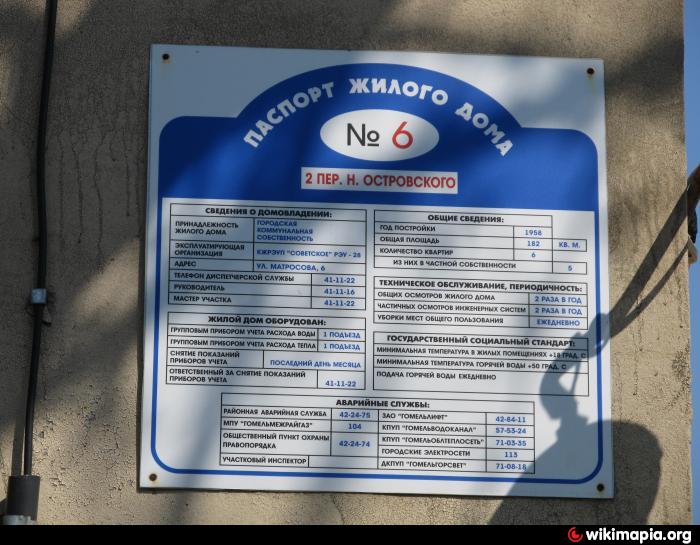 ПАСПОРТ ЖИЛОГО ДОМА
№ 6
2 ПЕР. Н. ОСТРОВСКОГО
СВЕДЕНИЯ О ДОМОВЛАДЕНИИ:
ПРИНАДЛЕЖНОСТЬ ЖИЛОГО ДОМА
ГОРОДСКАЯ КОММУНАЛЬНАЯ СОБСТВЕННОСТЬ
ЭКСПЛУАТИРУЮЩАЯ ОРГАНИЗАЦИЯ
КЖРЭУП "СОВЕТСКОЕ" РЭУ - 28
АДРЕС УЛ. МАТРОСОВА, 6
ТЕЛЕФОН ДИСПЕТЧЕРСКОЙ СЛУЖБЫ 41-11-22
РУКОВОДИТЕЛЬ 41-11-16
МАСТЕР УЧАСТКА 41-11-22
ЖИЛОЙ ДОМ ОБОРУДОВАН:
ГРУППОВЫМ ПРИБОРОМ УЧЕТА РАСХОДА ВОДЫ 1 ПОДЪЕЗД
ГРУППОВЫМ ПРИБОРОМ УЧЕТА РАСХОДА ТЕПЛА 1 ПОДЪЕЗД
СНЯТИЕ ПОКАЗАНИЙ
ПРИБОРОВ УЧЕТА ПОСЛЕДНИЙ ДЕНЬ МЕСЯЦА
ОТВЕТСТВЕННЫЙ ЗА СНЯТИЕ ПОКАЗАНИЙ
ПРИБОРОВ УЧЕТА 41-11-22
ОБЩИЕ СВЕДЕНИЯ:
ГОД ПОСТРОЙКИ 1958
ОБЩАЯ ПЛОЩАДЬ 182 КВ. М.
КОЛИЧЕСТВО КВАРТИР 6
ИЗ НИХ В ЧАСТНОЙ СОБСТВЕННОСТИ 5
ТЕХНИЧЕСКОЕ ОБСЛУЖИВАНИЕ, ПЕРИОДИЧНОСТЬ:
ОБЩИХ ОСМОТРОВ ЖИЛОГО ДОМА 2 РАЗА В ГОД
ЧАСТИЧНЫХ ОСМОТРОВ ИНЖЕНЕРНЫХ СИСТЕМ 2 РАЗА В ГОД
УБОРКИ МЕСТ ОБЩЕГО ПОЛЬЗОВАНИЯ ЕЖЕДНЕВНО
ГОСУДАРСТВЕННЫЙ СОЦИАЛЬНЫЙ СТАНДАРТ:
МИНИМАЛЬНАЯ ТЕМПЕРАТУРА В ЖИЛЫХ ПОМЕЩЕНИЯХ +18 ГРАД. С
МИНИМАЛЬНАЯ ТЕМПЕРАТУРА ГОРЯЧЕЙ ВОДЫ +50 ГРАД. С
ПОДАЧА ГОРЯЧЕЙ ВОДЫ ЕЖЕДНЕВНО
АВАРИЙНЫЕ СЛУЖБЫ:
РАЙОННАЯ АВАРИЙНАЯ СЛУЖБА 42-24-75
МПУ "ГОМЕЛЬМЕЖРАЙГАЗ" 104
ОБЩЕСТВЕННЫЙ ПУНКТ ОХРАНЫ
ПРАВОПОРЯДКА 42-24-74
УЧАСТКОВЫЙ ИНСПЕКТОР
ЗАО "ГОМЕЛЬЛИФТ" 42-84-11
КПУП "ГОМЕЛЬВОДОКАНАЛ" 57-53-24
КПУП "ГОМЕЛЬОБЛТЕПЛОСЕТЬ" 71-03-35
ГОРОДСКИЕ ЭЛЕКТРОСЕТИ 113
ДКПУП "ГОМЕЛЬГОРСВЕТ" 71-08-18
wikimapia.org